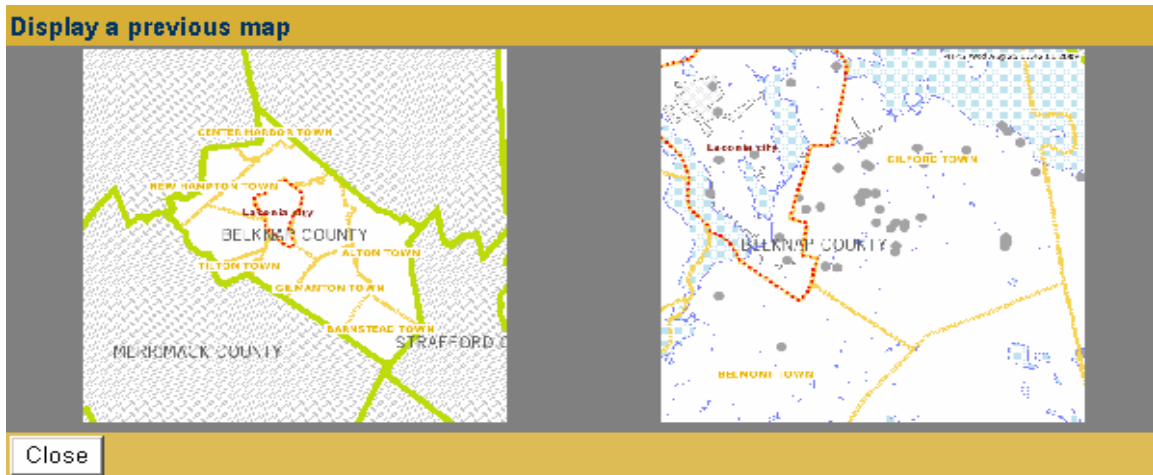 Display a previous map
CENTER HARBOR TOWN
NEW HAMPTON TOWN
Laconia city
BELKNAP COUNTY
ALTON TOWN
TILTON TOWN
GILMANTON TOWN
BARNSTEAD TOWN
STRAFFORD C
MERRIMACK COUNTY
Laconia city
GILFORD TOWN
BELKNAP COUNTY
BELMONT TOWN
Close